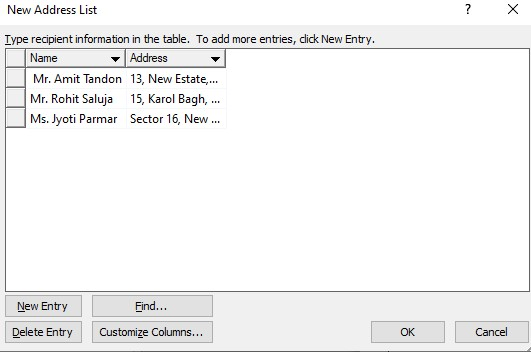 New Address List ? ×
Type recipient information in the table. To add more entries, click New Entry.
Name Address
Mr. Amit Tandon 13, New Estate,...
Mr. Rohit Saluja 15, Karol Bagh, ...
Ms. Jyoti Parmar Sector 16, New ...
New Entry Find...
Delete Entry Customize Columns... OK Cancel